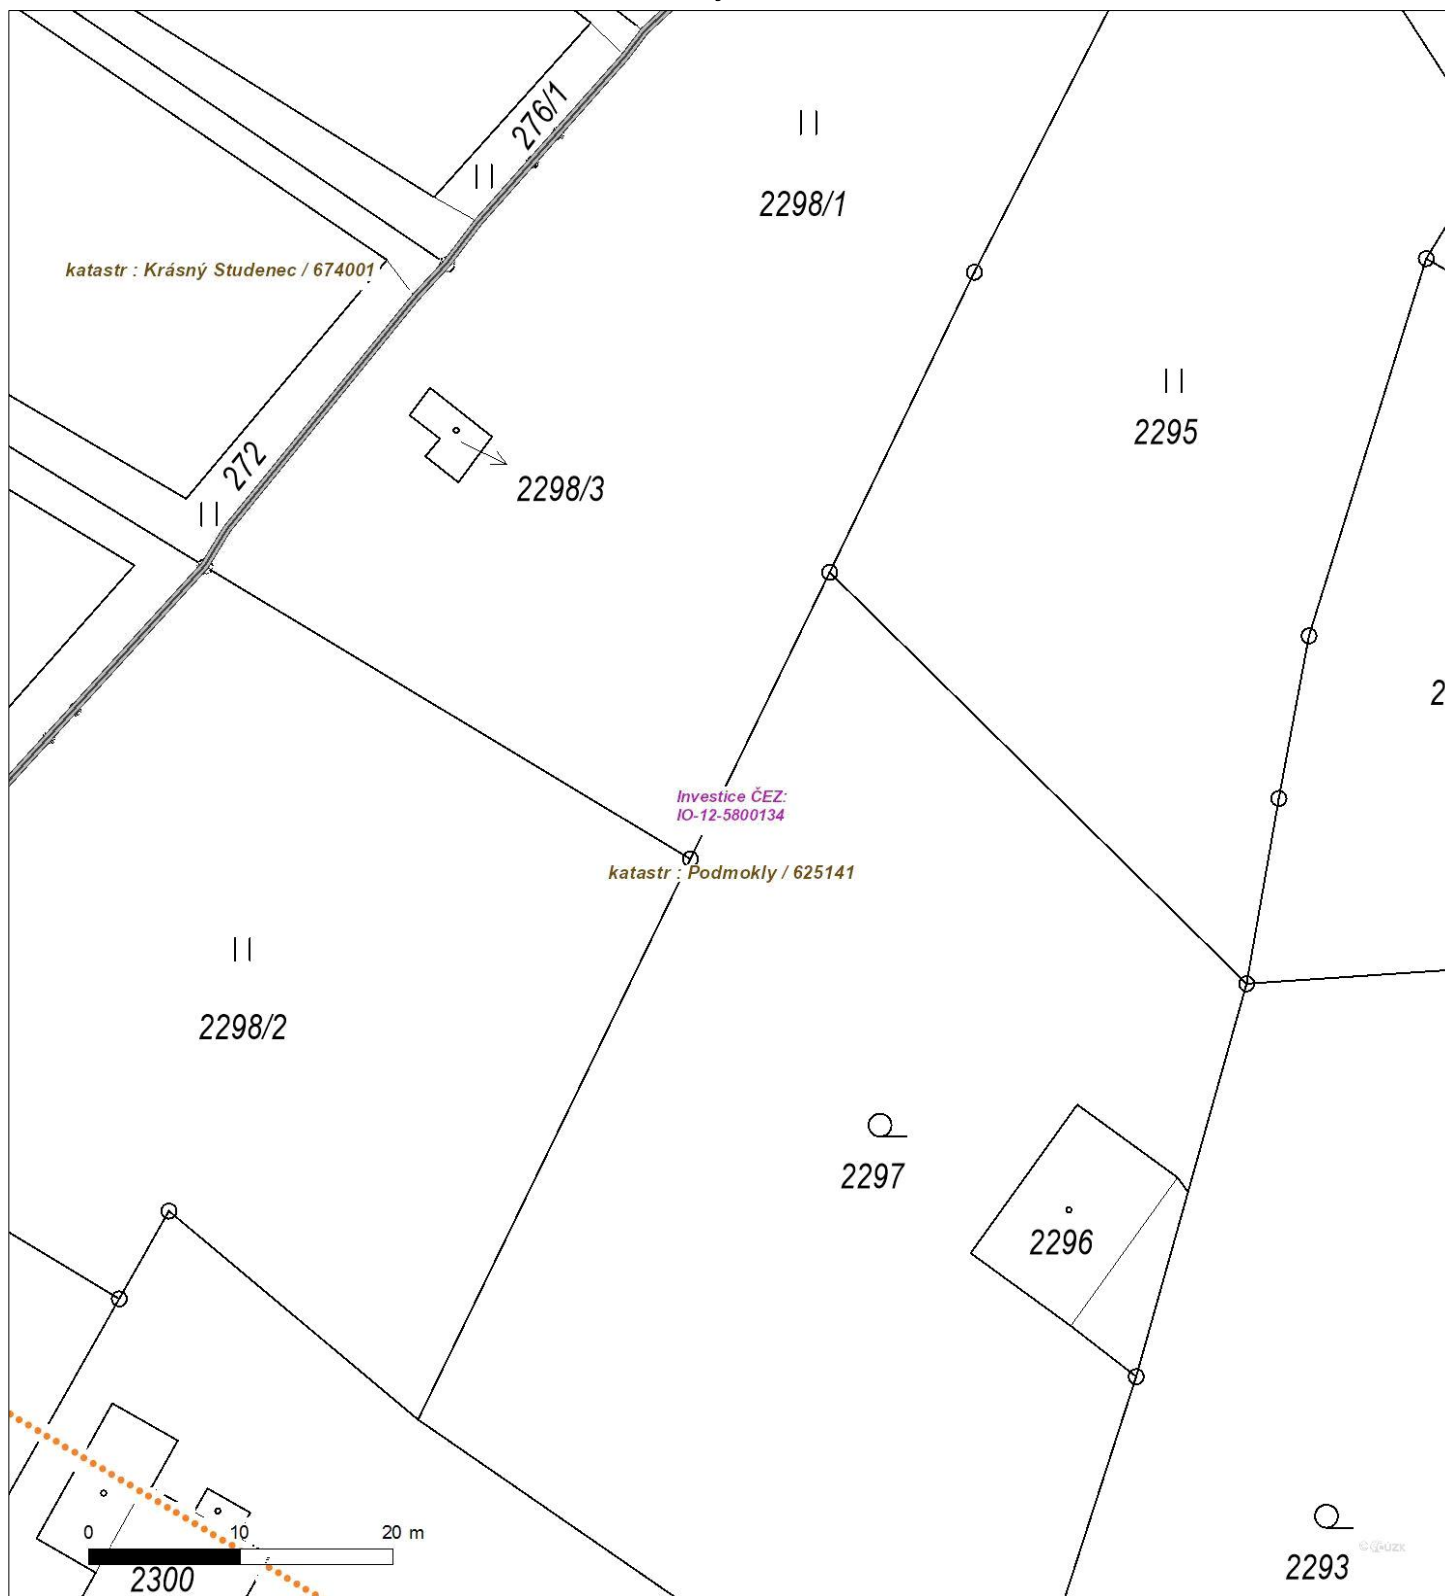 276/1
2298/1
katastr : Krásný Studenec / 674001
2295
272
2298/3
2
Investice ČEZ:
IO-12-5800134
katastr : Podmokly / 625141
2298/2
2297
2296
0 10 20 m
2300
2293